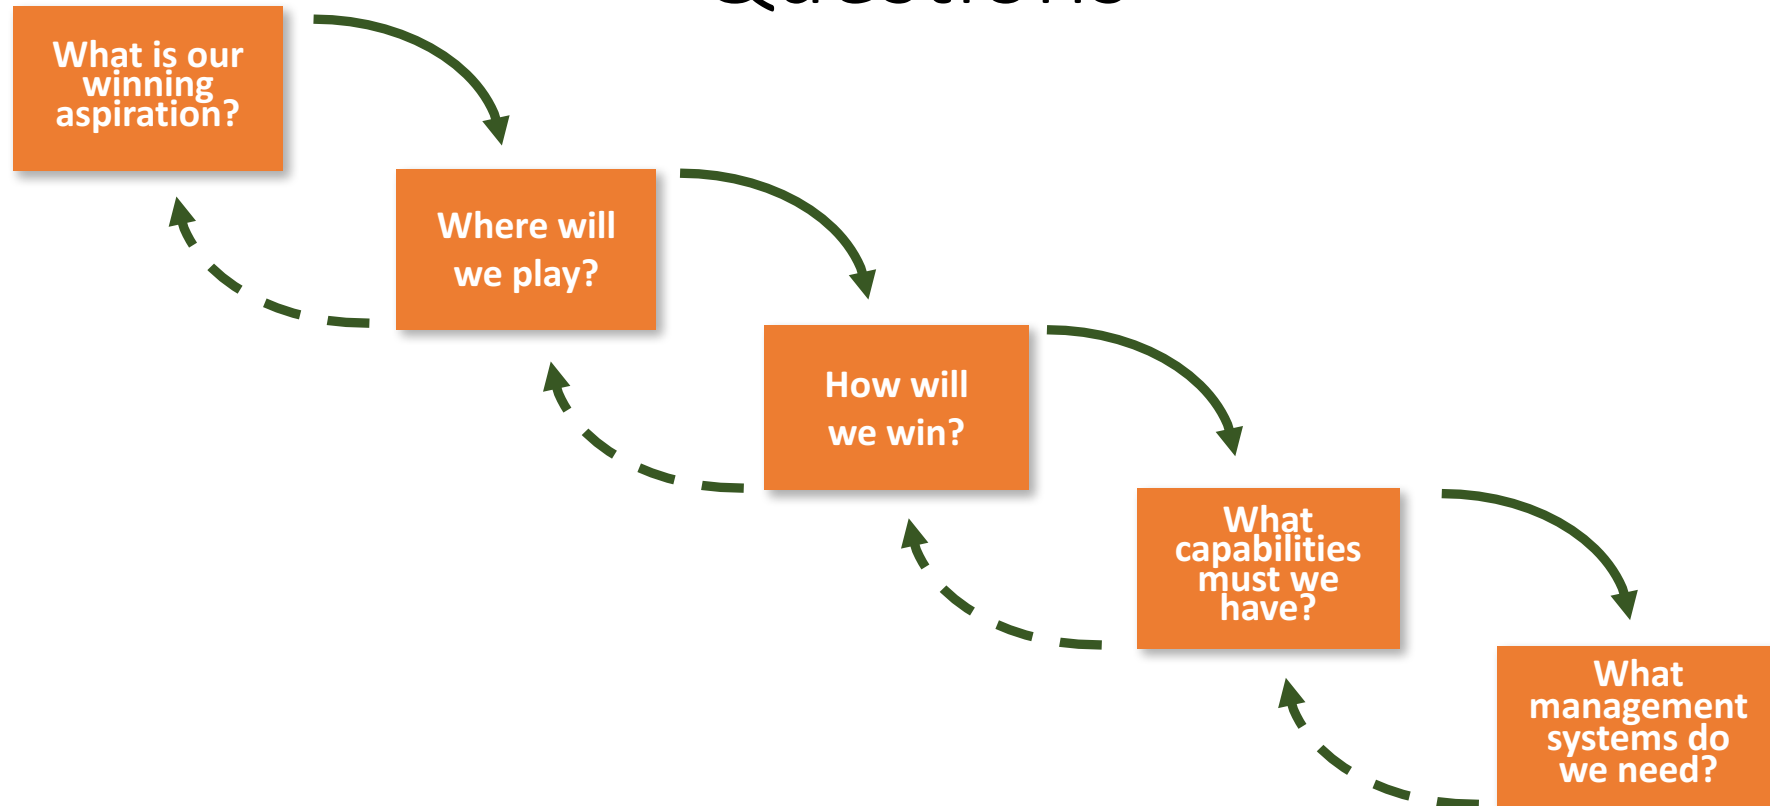 Questions
What is our
winning
aspiration?
Where will
we play?
How will
we win?
What
capabilities
must we
have?
What
management
systems do
we need?